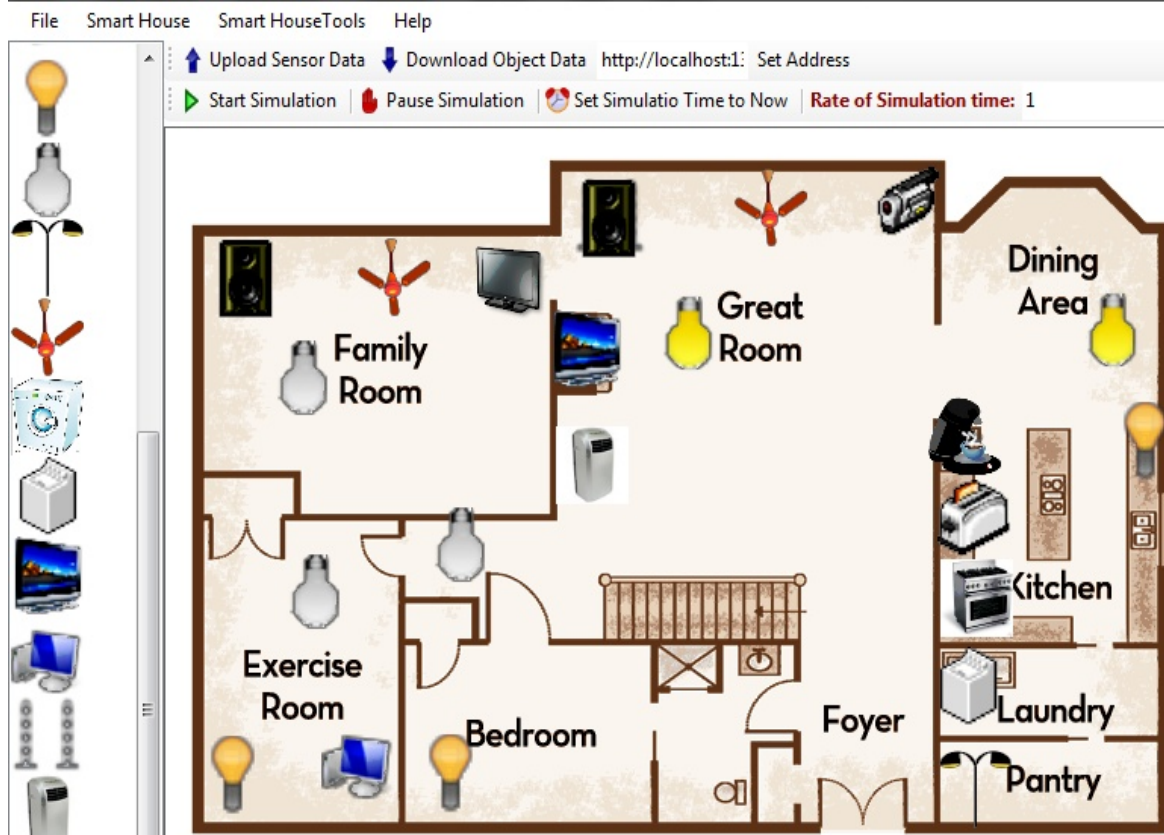 File Smart House Smart HouseTools Help
Upload Sensor Data Download Object Data http://localhost:1 Set Address
Start Simulation Pause Simulation Set Simulatio Time to Now Rate of Simulation time: 1
Dining
Area
Great
Room
Family
Room
Kitchen
Exercise
Room
Bedroom
Foyer
Laundry
Pantry